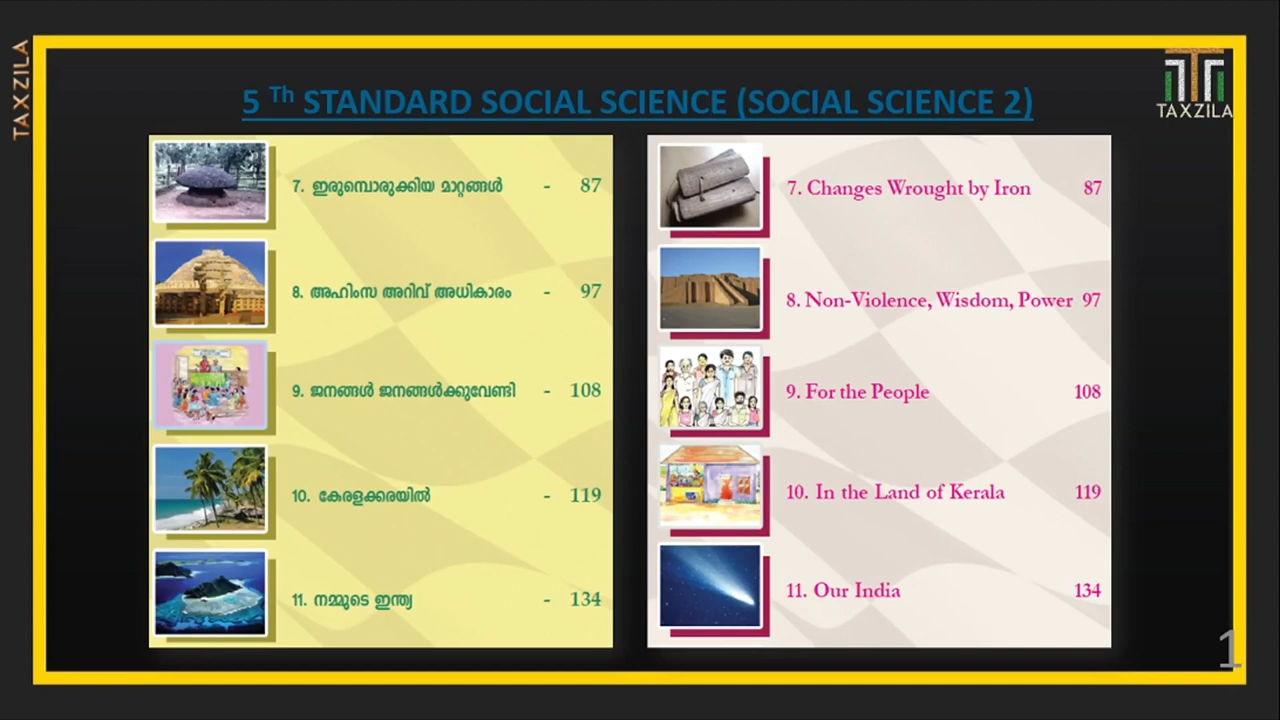 TAXZILA
TAXZILA
5 Th STANDARD SOCIAL SCIENCE (SOCIAL SCIENCE 2)
7. ഇരുമ്പൊരുക്കിയ മാറ്റങ്ങൾ - 87
8. അഹിംസ അറിവ് അധികാരം - 97
9. ജനങ്ങൾ ജനങ്ങൾക്കുവേണ്ടി - 108
10. കേരളക്കരയിൽ - 119
11. നമ്മുടെ ഇന്ത്യ - 134
7. Changes Wrought by Iron 87
8. Non-Violence, Wisdom, Power 97
9. For the People 108
10. In the Land of Kerala 119
11. Our India 134
1